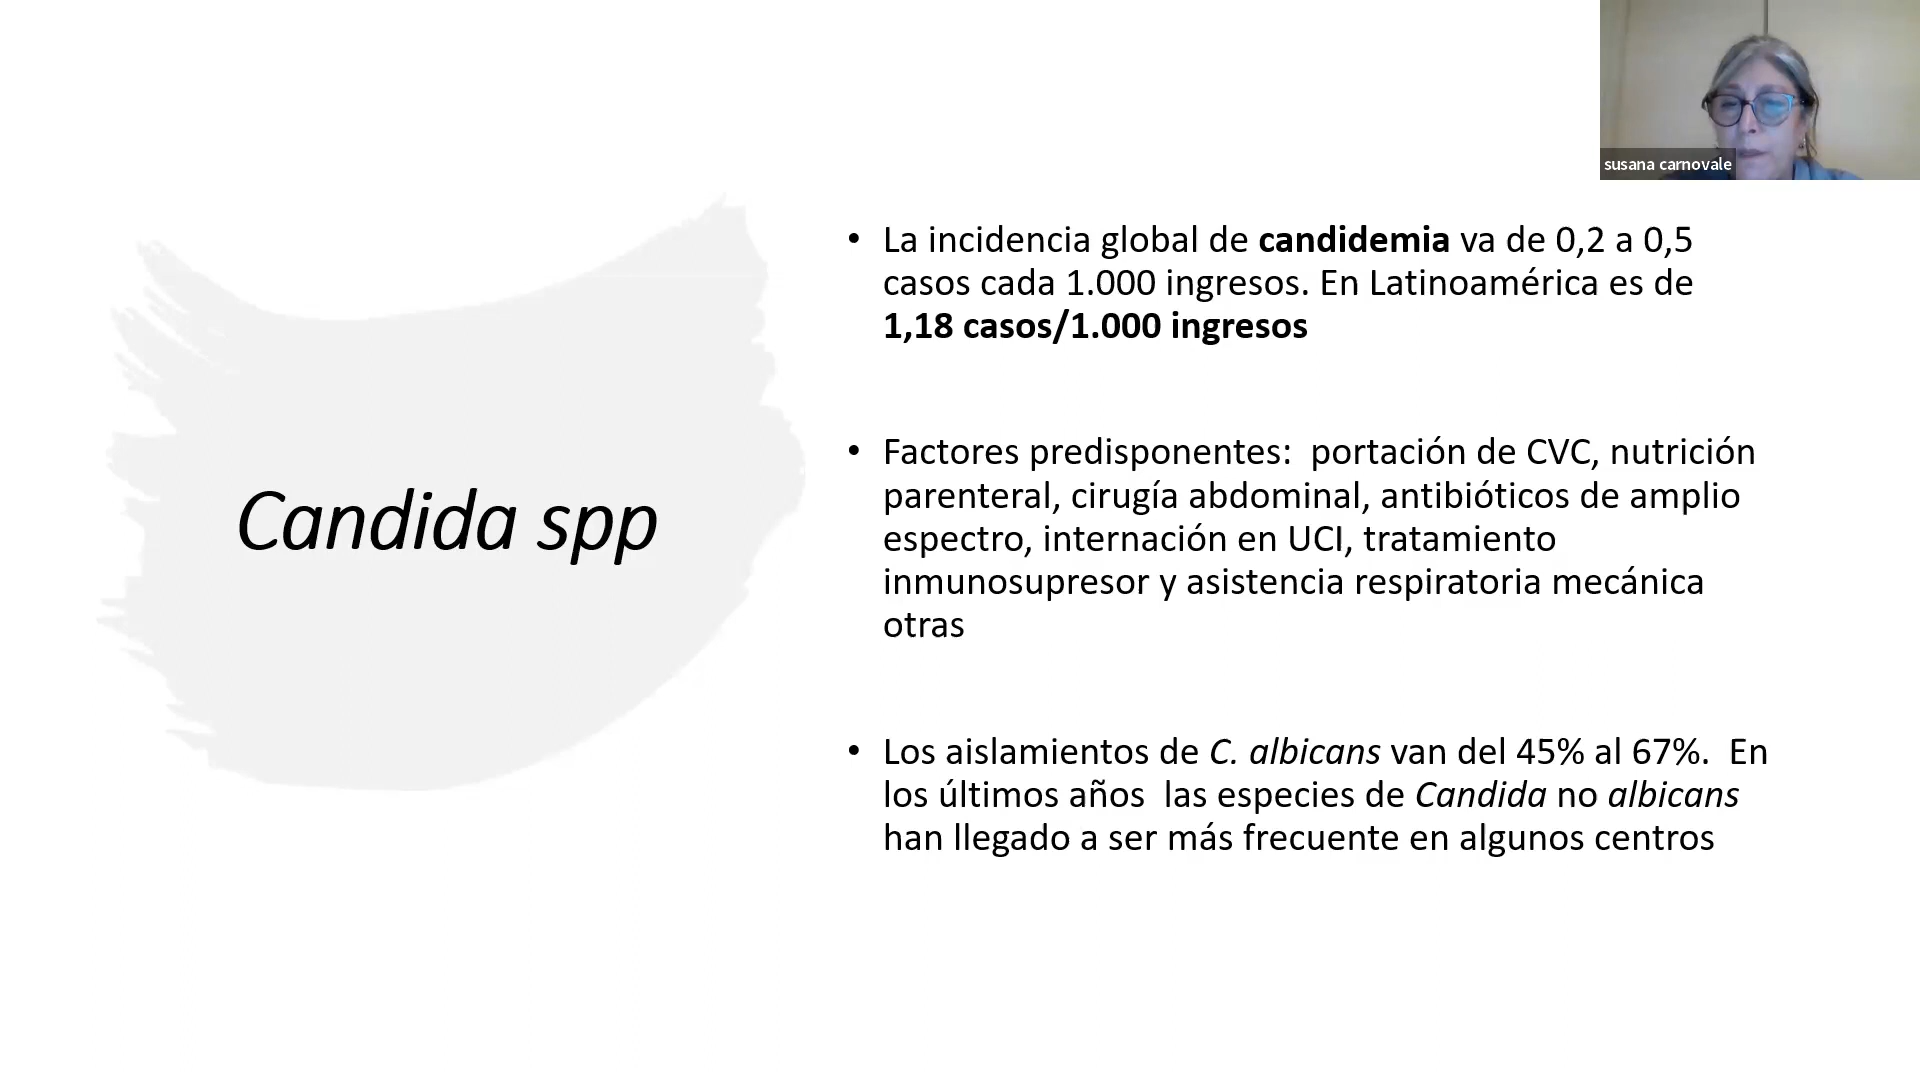 susana carnovale
Candida spp
• La incidencia global de candidemia va de 0,2 a 0,5
casos cada 1.000 ingresos. En Latinoamérica es de
1,18 casos/1.000 ingresos
• Factores predisponentes:  portación de CVC, nutrición
parenteral, cirugía abdominal, antibióticos de amplio
espectro, internación en UCI, tratamiento
inmunosupresor y asistencia respiratoria mecánica
otras
• Los aislamientos de C. albicans van del 45% al 67%.  En
los últimos años  las especies de Candida no albicans
han llegado a ser más frecuente en algunos centros